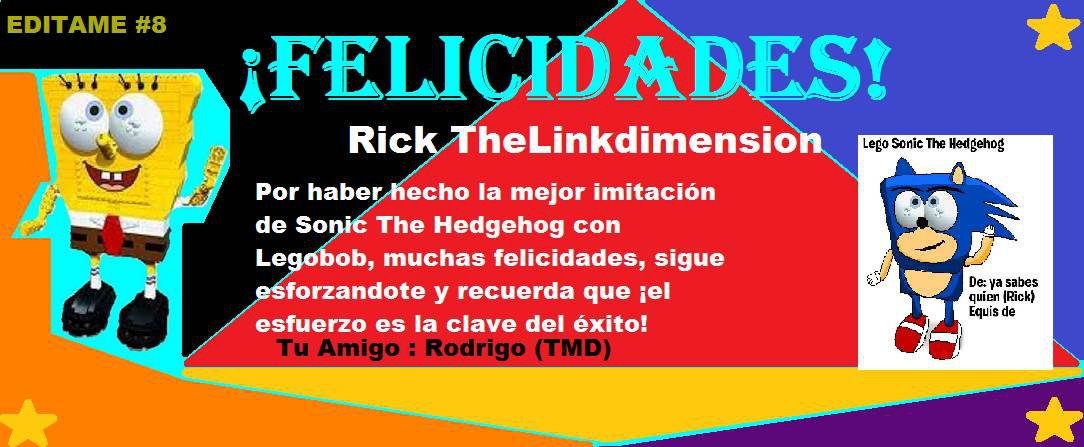 EDITAME #8
¡FELICIDADES!
Rick TheLinkdimension
Por haber hecho la mejor imitación
de Sonic The Hedgehog con
Legobob, muchas felicidades, sigue
esforzandote y recuerda que ¡el
esfuerzo es la clave del éxito!
Tu Amigo : Rodrigo (TMD)
Lego Sonic The Hedgehog
De: ya sabes
quien (Rick)
Equis de